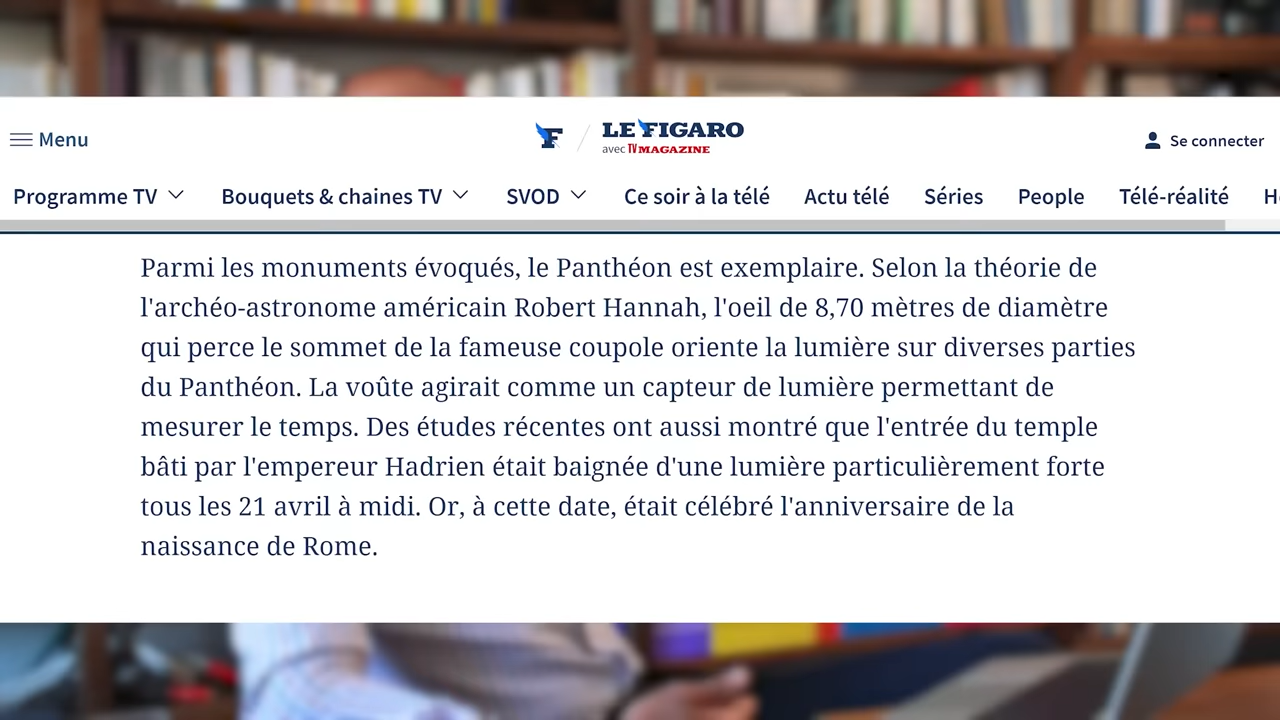 Menu
F
LE FIGARO
avec TV MAGAZINE
Se connecter
Programme TV
Bouquets & chaines TV
SVOD
Ce soir à la télé
Actu télé
Séries
People
Télé-réalité
Parmi les monuments évoqués, le Panthéon est exemplaire. Selon la théorie de
l'archéo-astronome américain Robert Hannah, l'oeil de 8,70 mètres de diamètre
qui perce le sommet de la fameuse coupole oriente la lumière sur diverses parties
du Panthéon. La voûte agirait comme un capteur de lumière permettant de
mesurer le temps. Des études récentes ont aussi montré que l'entrée du temple
bâti par l'empereur Hadrien était baignée d'une lumière particulièrement forte
tous les 21 avril à midi. Or, à cette date, était célébré l'anniversaire de la
naissance de Rome.